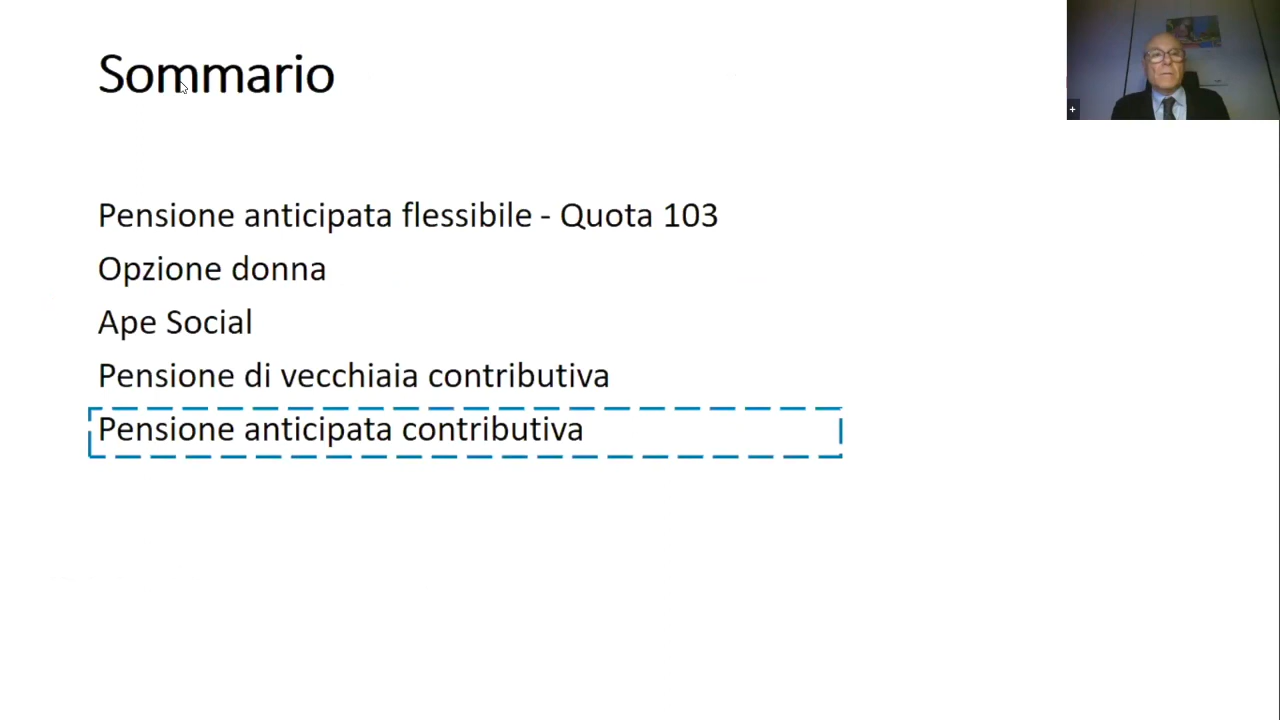 Sommario
Pensione anticipata flessibile - Quota 103
Opzione donna
Ape Social
Pensione di vecchiaia contributiva
Pensione anticipata contributiva